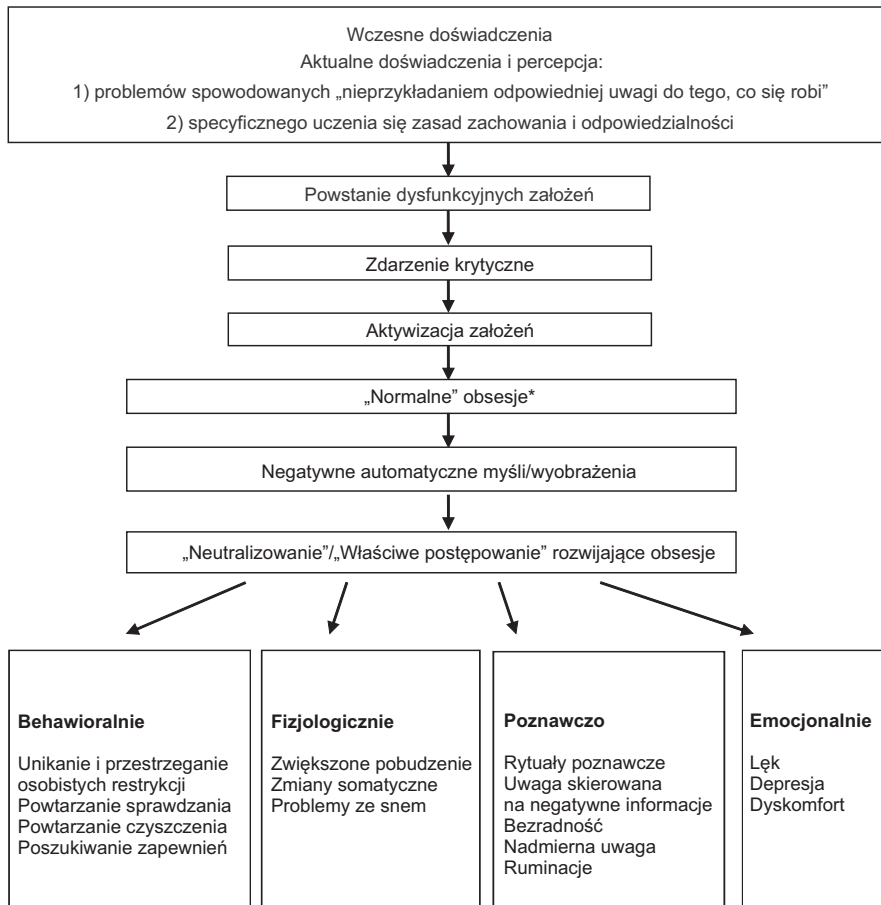 Wczesne doświadczenia
Aktualne doświadczenia i percepcja:
1) problemów spowodowanych „nieprzykładaniem odpowiedniej uwagi do tego, co się robi”
2) specyficznego uczenia się zasad zachowania i odpowiedzialności
Powstanie dysfunkcyjnych założeń
Zdarzenie krytyczne
Aktywizacja założeń
„Normalne” obsesje*
Negatywne automatyczne myśli/wyobrażenia
„Neutralizowanie”/„Właściwe postępowanie” rozwijające obsesje
Behawioralnie
Unikanie i przestrzeganie
osobistych restrykcji
Powtarzanie sprawdzania
Powtarzanie czyszczenia
Poszukiwanie zapewnień
Fizjologicznie
Zwiększone pobudzenie
Zmiany somatyczne
Problemy ze snem
Poznawczo
Rytuały poznawcze
Uwaga skierowana
na negatywne informacje
Bezradność
Nadmierna uwaga
Ruminacje
Emocjonalnie
Lęk
Depresja
Dyskomfort